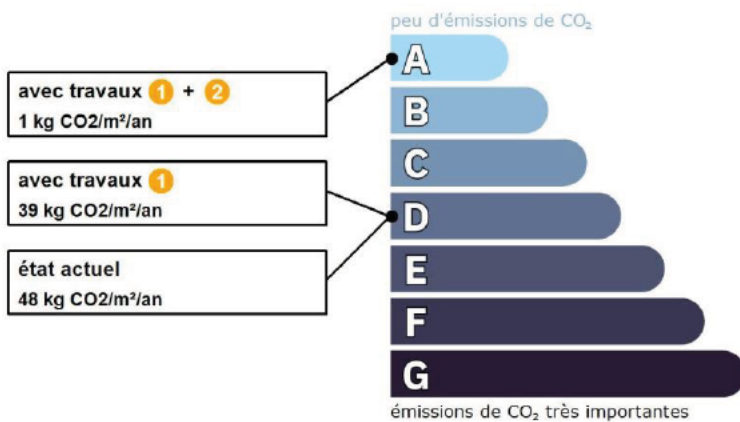 peu d'émissions de CO₂
A
avec travaux 1 + 2
1 kg CO2/m²/an
B
C
avec travaux 1
39 kg CO2/m²/an
D
état actuel
48 kg CO2/m²/an
E
F
G
émissions de CO₂ très importantes